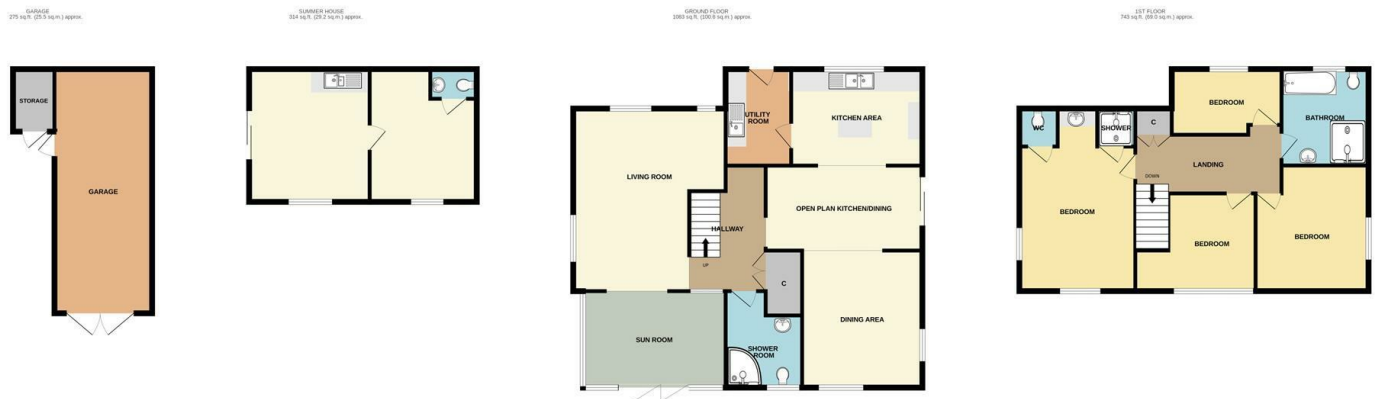 GARAGE
275 sq.ft. (25.5 sq.m.) approx.
STORAGE
GARAGE
SUMMER HOUSE
314 sq.ft. (29.2 sq.m.) approx.
GROUND FLOOR
1083 sq.ft. (100.6 sq.m.) approx.
UTILITY
ROOM
KITCHEN AREA
LIVING ROOM
OPEN PLAN KITCHEN/DINING
HALLWAY
UP
C
DINING AREA
SUN ROOM
SHOWER
ROOM
1ST FLOOR
743 sq.ft. (69.0 sq.m.) approx.
WC
SHOWER
C
BEDROOM
BATHROOM
LANDING
DOWN
BEDROOM
BEDROOM
BEDROOM